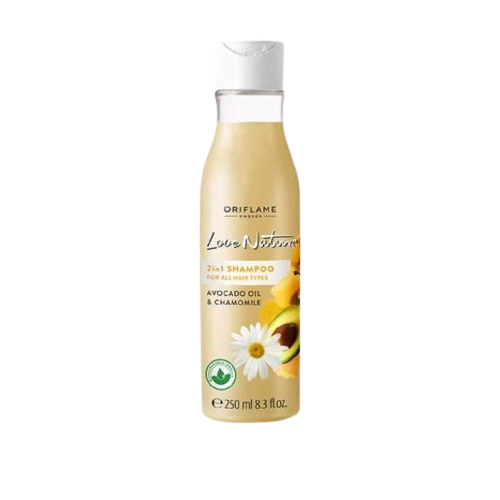 ORIFLAME
SWEDEN
Love Nature
2in1 SHAMPOO
FOR ALL HAIR TYPES
AVOCADO OIL
& CHAMOMILE
℮ 250 ml 8.3 fl.oz.